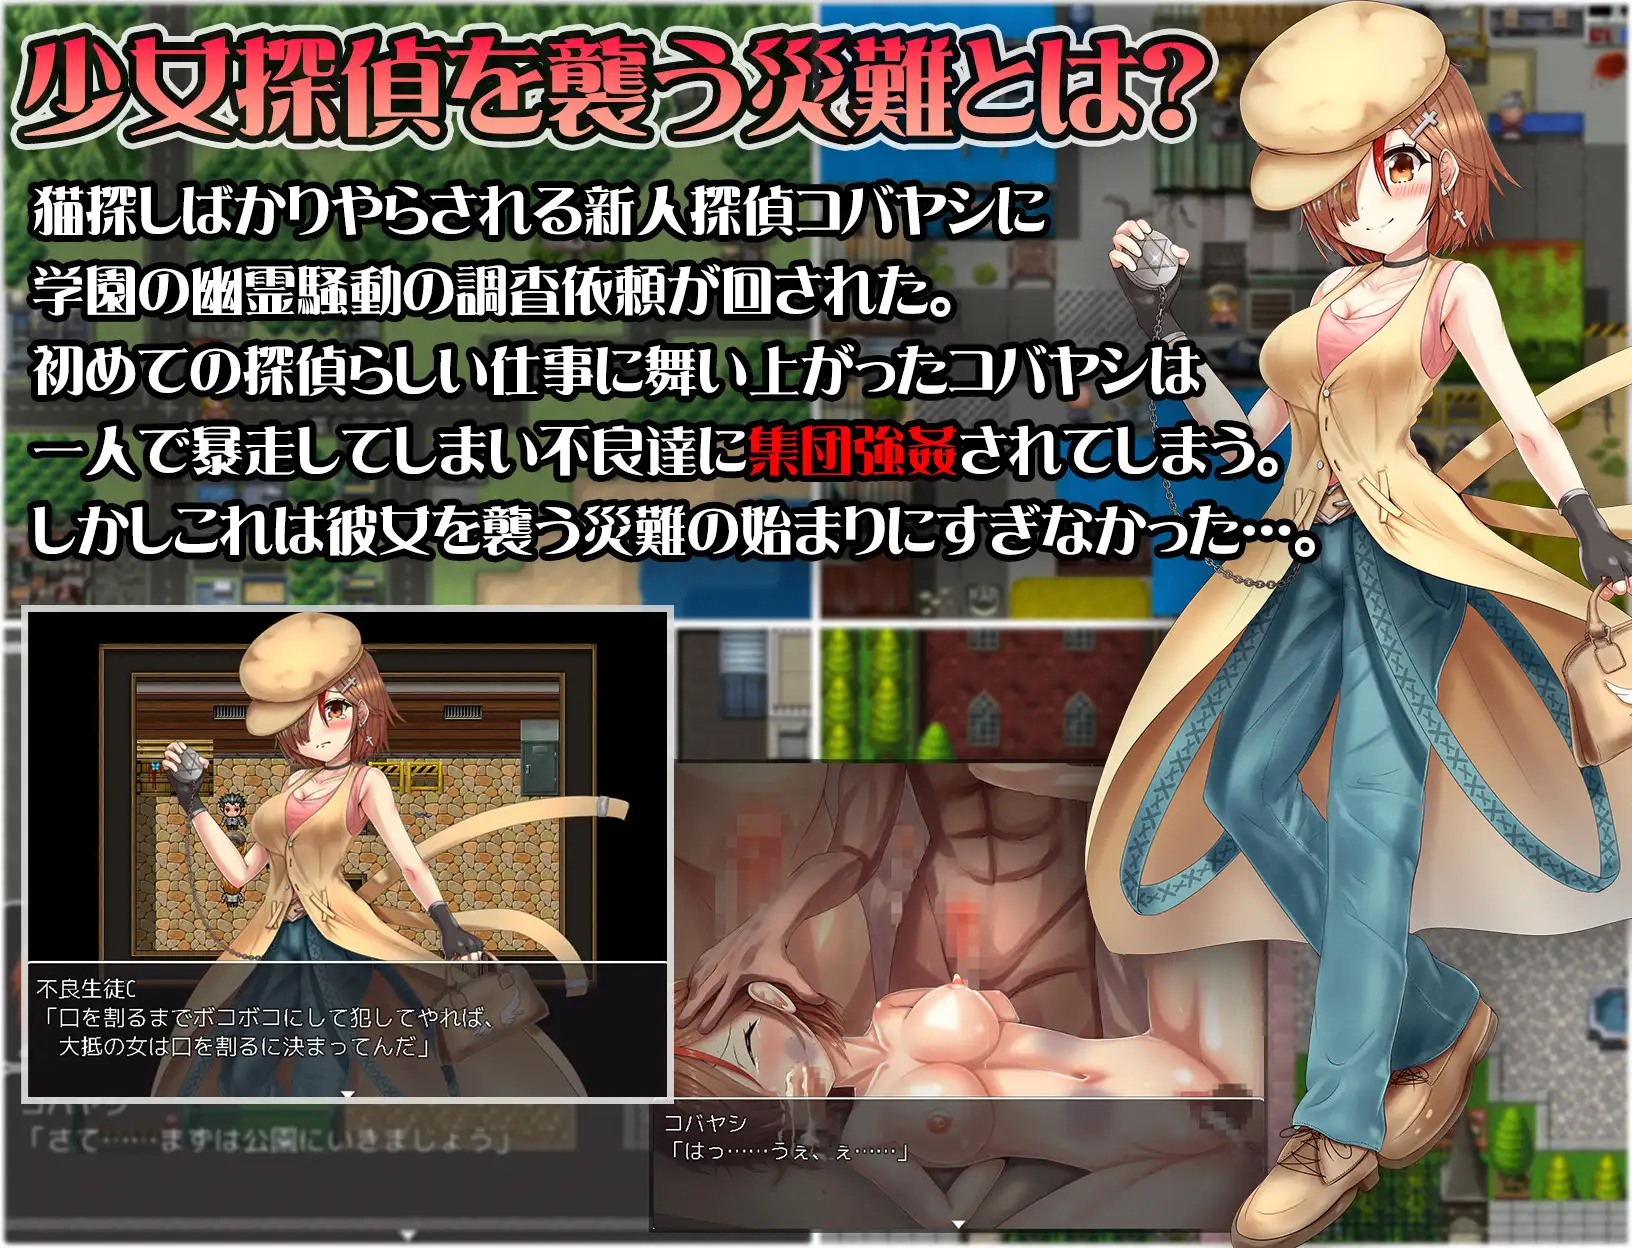 少女探偵を襲う災難とは?
猫探しばかりやらされる新人探偵コバヤシに
学園の幽霊騒動の調査依頼が回された。
初めての探偵らしい仕事に舞い上がったコバヤシは
一人で暴走してしまい不良達に集団強姦されてしまう。
しかしこれは彼女を襲う災難の始まりにすぎなかった…。
不良生徒C
「口を割るまでボコボコにして犯してやれば、
大抵の女は口を割るに決まってんだ」
コバヤシ
「さて……まずは公園にいきましょう」
コバヤシ
「はっ……うぇ、ぇ……」